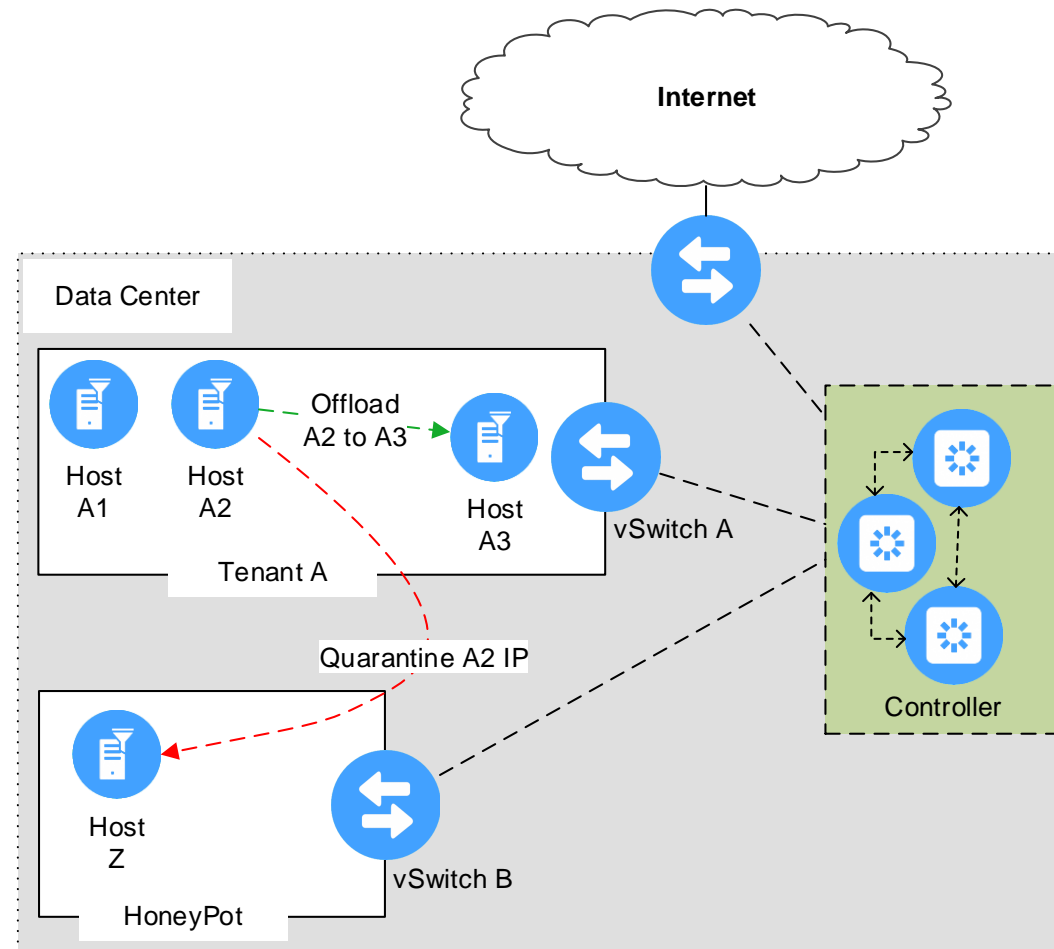 Internet
Data Center
Offload
A2 to A3
Host
A1
Host
A2
Host
A3
vSwitch A
Tenant A
Quarantine A2 IP
Controller
Host
Z
vSwitch B
HoneyPot